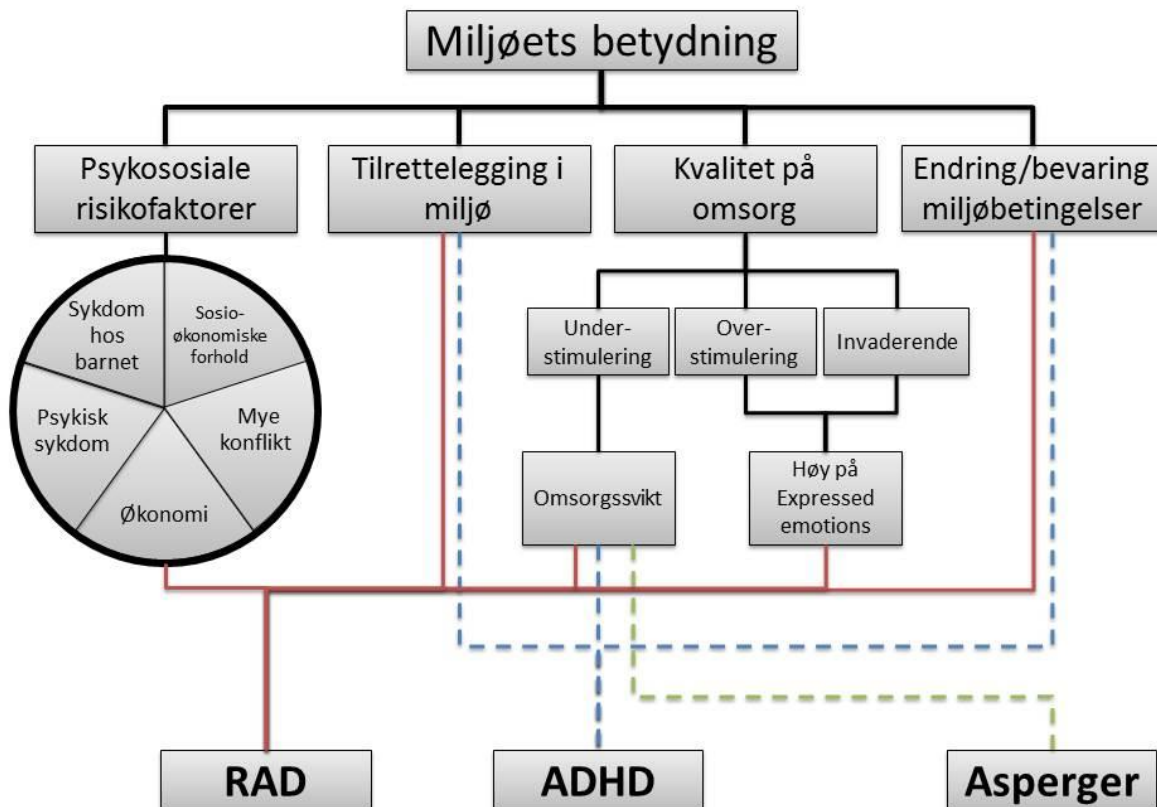 Miljøets betydning
Psykososiale
risikofaktorer
Tilrettelegging i
miljø
Kvalitet på
omsorg
Endring/bevaring
miljøbetingelser
Sykdom
hos
barnet
Sosio-
økonomiske
forhold
Psykisk
sykdom
Mye
konflikt
Økonomi
Under-
stimulering
Over-
stimulering
Invaderende
Omsorgssvikt
Høy på
Expressed
emotions
RAD
ADHD
Asperger